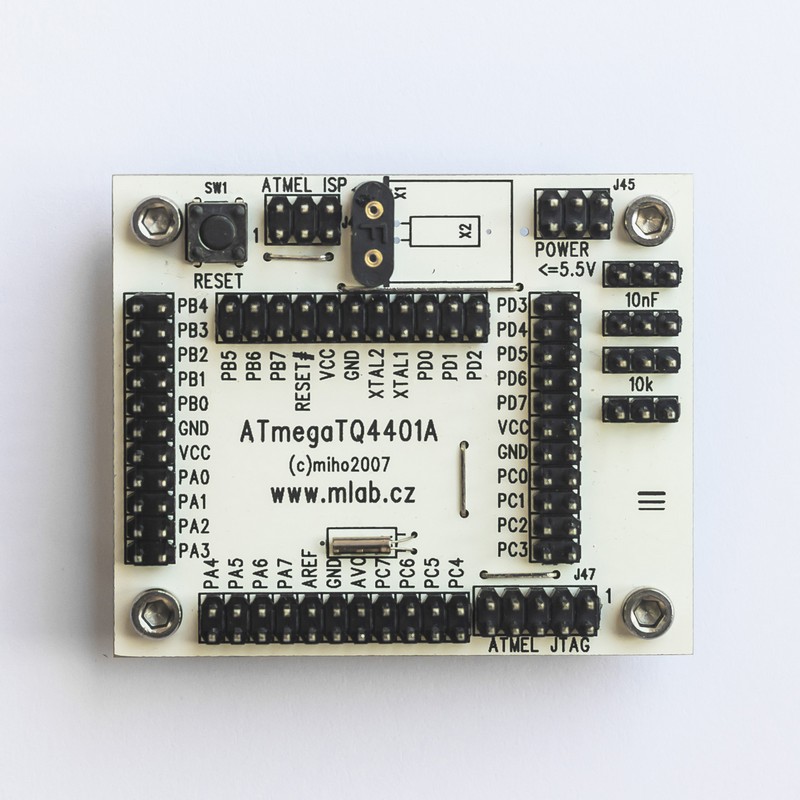 SW1
ATMEL ISP
X1
J45
1
X2
RESET
POWER
<=5.5V
10nF
10k
PB4
PB3
PB2
PB1
PB0
GND
VCC
PA0
PA1
PA2
PA3
PB5
PB6
PB7
RESET#
VCC
GND
XTAL2
XTAL1
PD0
PD1
PD2
PD3
PD4
PD5
PD6
PD7
VCC
GND
PC0
PC1
PC2
PC3
ATmegaTQ4401A
(c)miho2007
www.mlab.cz
PA4
PA5
PA6
PA7
AREF
GND
AVC
PC7
PC6
PC5
PC4
J47
1
ATMEL JTAG